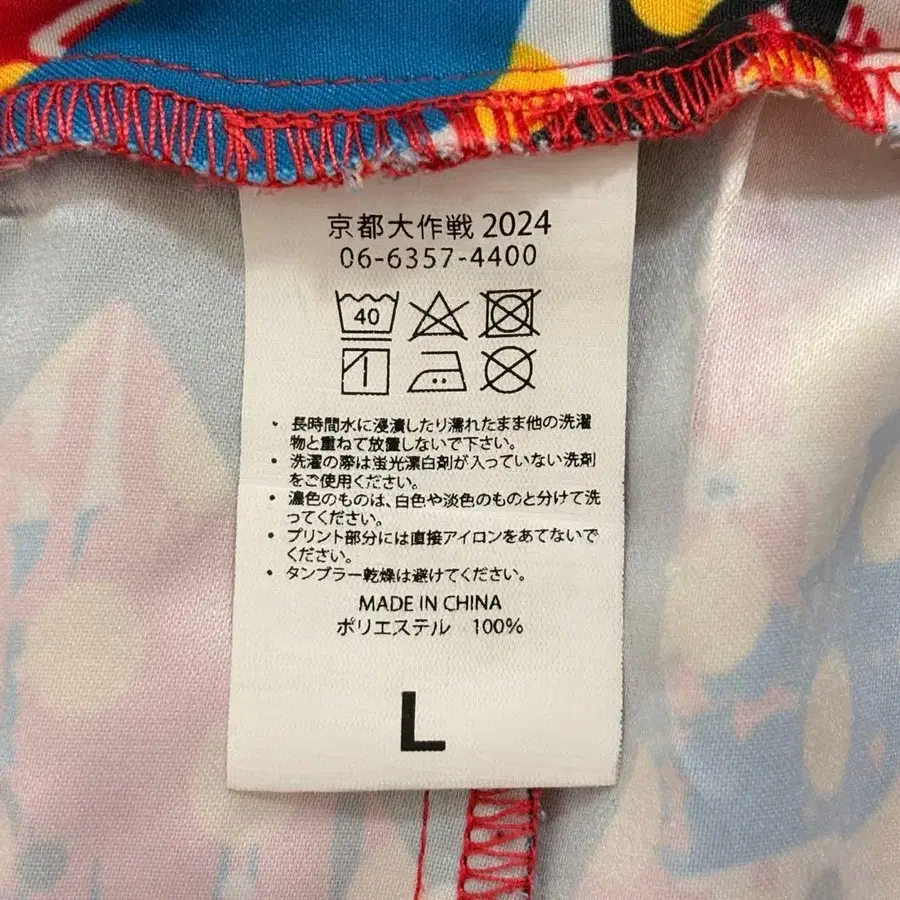 京都大作戦 2024
06-6357-4400
40
・長時間水に浸漬したり濡れたまま他の洗濯
物と重ねて放置しないで下さい。
・洗濯の際は蛍光漂白剤が入っていない洗剤
をご使用ください。
・濃色のものは、白色や淡色のものと分けて洗
ってください。
・プリント部分には直接アイロンをあてないで
ください。
・タンブラー乾燥は避けてください。
MADE IN CHINA
ポリエステル 100%
L